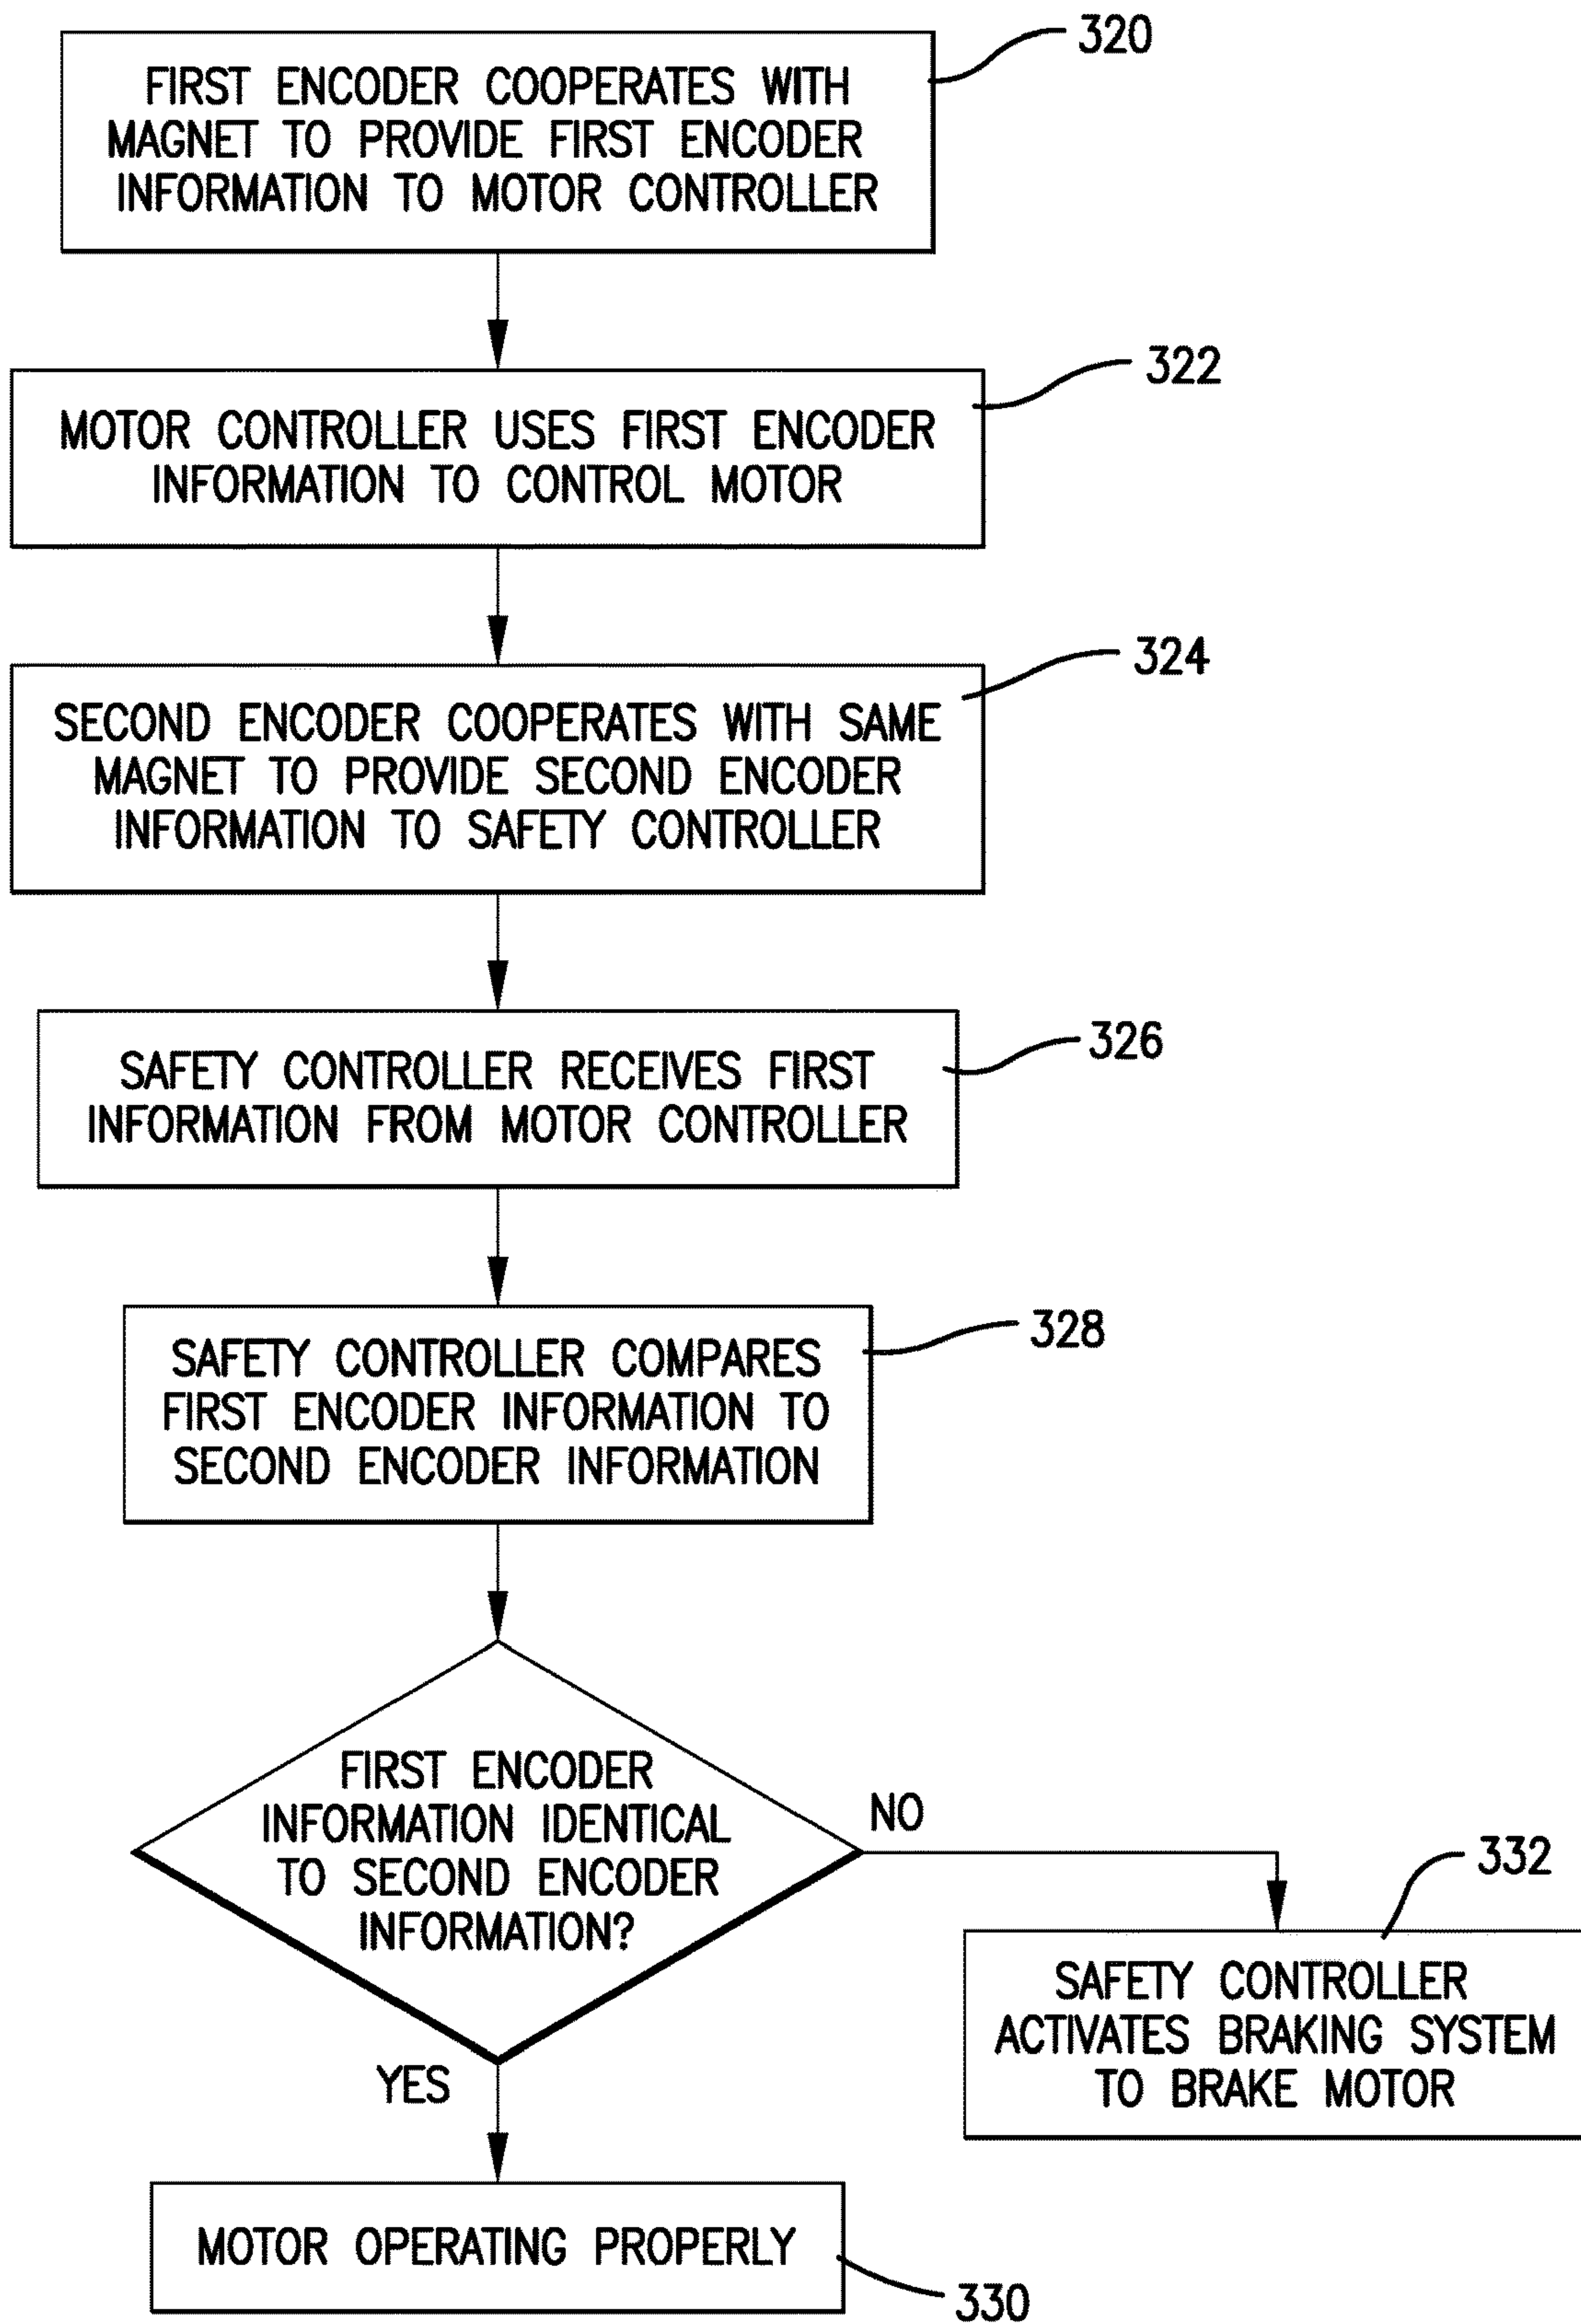 320
FIRST ENCODER COOPERATES WITH
MAGNET TO PROVIDE FIRST ENCODER
INFORMATION TO MOTOR CONTROLLER
322
MOTOR CONTROLLER USES FIRST ENCODER
INFORMATION TO CONTROL MOTOR
324
SECOND ENCODER COOPERATES WITH SAME
MAGNET TO PROVIDE SECOND ENCODER
INFORMATION TO SAFETY CONTROLLER
326
SAFETY CONTROLLER RECEIVES FIRST
INFORMATION FROM MOTOR CONTROLLER
328
SAFETY CONTROLLER COMPARES
FIRST ENCODER INFORMATION TO
SECOND ENCODER INFORMATION
FIRST ENCODER
INFORMATION IDENTICAL
TO SECOND ENCODER
INFORMATION?
NO
332
SAFETY CONTROLLER
ACTIVATES BRAKING SYSTEM
TO BRAKE MOTOR
YES
MOTOR OPERATING PROPERLY
330